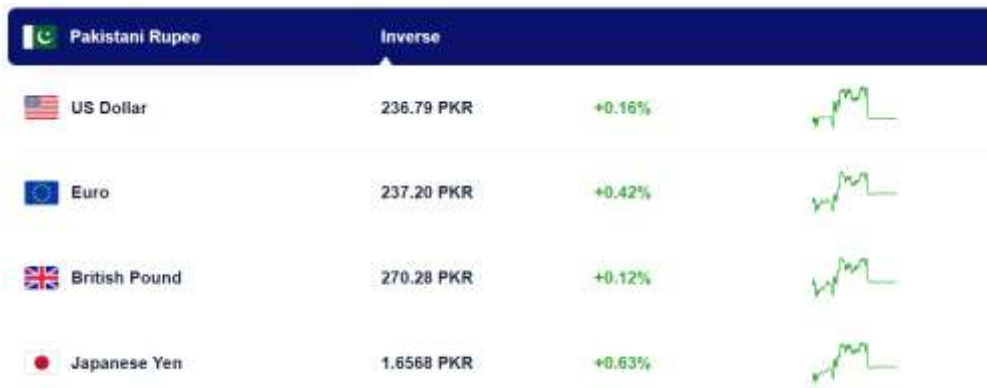 Pakistani Rupee Inverse
US Dollar 236.79 PKR +0.16%
Euro 237.20 PKR +0.42%
British Pound 270.28 PKR +0.12%
Japanese Yen 1.6568 PKR +0.63%